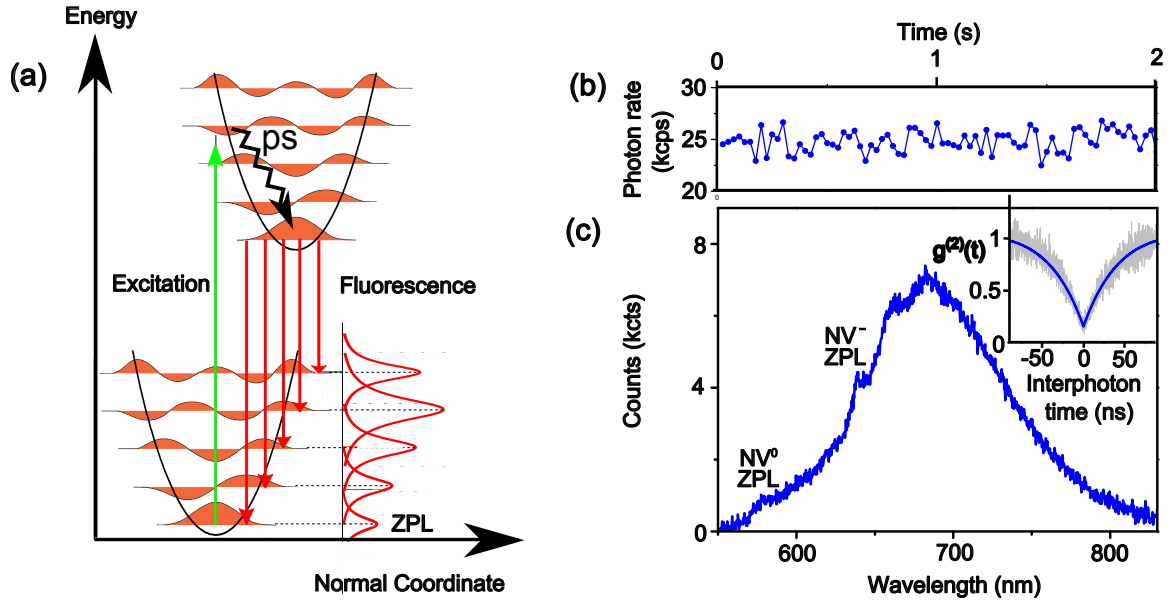 Energy
(a)
ps
Excitation
Fluorescence
ZPL
Normal Coordinate
Time (s)
0 1 2
(b)
Photon rate
(kcps)
30
25
20
0
(c)
Counts (kcts)
8
4
0
NV⁰
ZPL
NV⁻
ZPL
g⁽²⁾(t)
1
0.5
0
-50 0 50
Interphoton
time (ns)
600 700 800
Wavelength (nm)